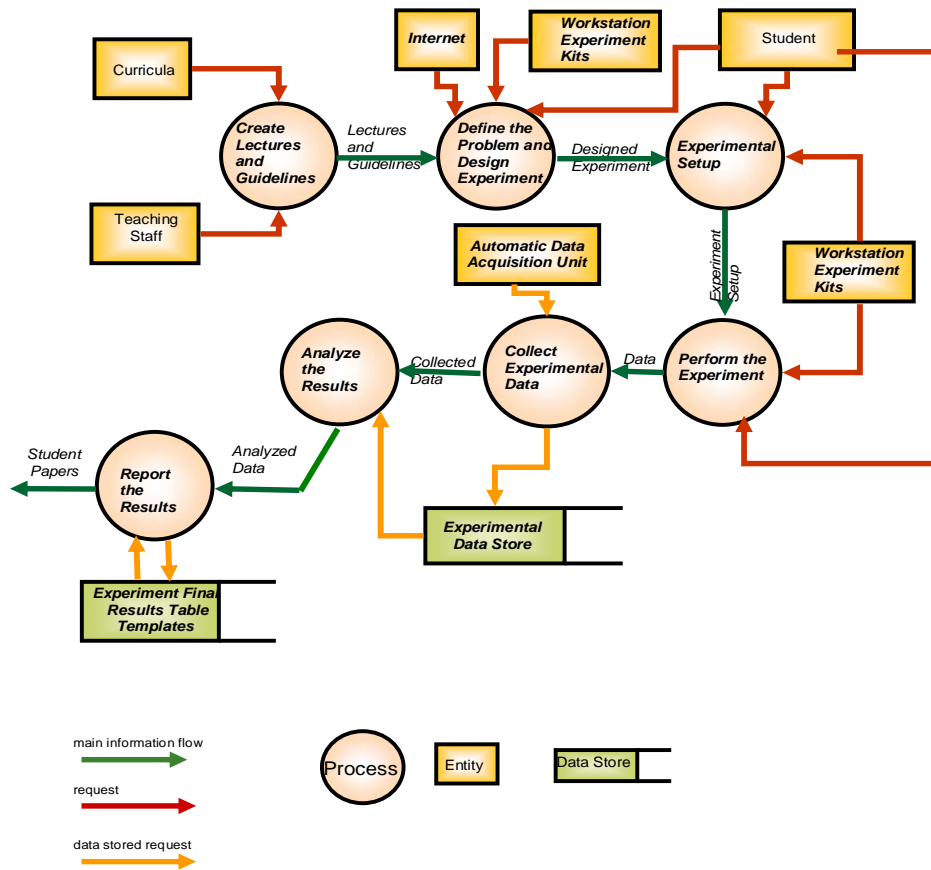 Internet
Workstation
Experiment
Kits
Student
Curricula
Create
Lectures
and
Guidelines
Lectures
and
Guidelines
Define the
Problem and
Design
Experiment
Designed
Experiment
Experimental
Setup
Teaching
Staff
Automatic Data
Acquisition Unit
Experiment
Setup
Workstation
Experiment
Kits
Analyze
the
Results
Collected
Data
Collect
Experimental
Data
Data
Perform the
Experiment
Student
Papers
Report
the
Results
Analyzed
Data
Experimental
Data Store
Experiment Final
Results Table
Templates
main information flow
request
data stored request
Process
Entity
Data Store